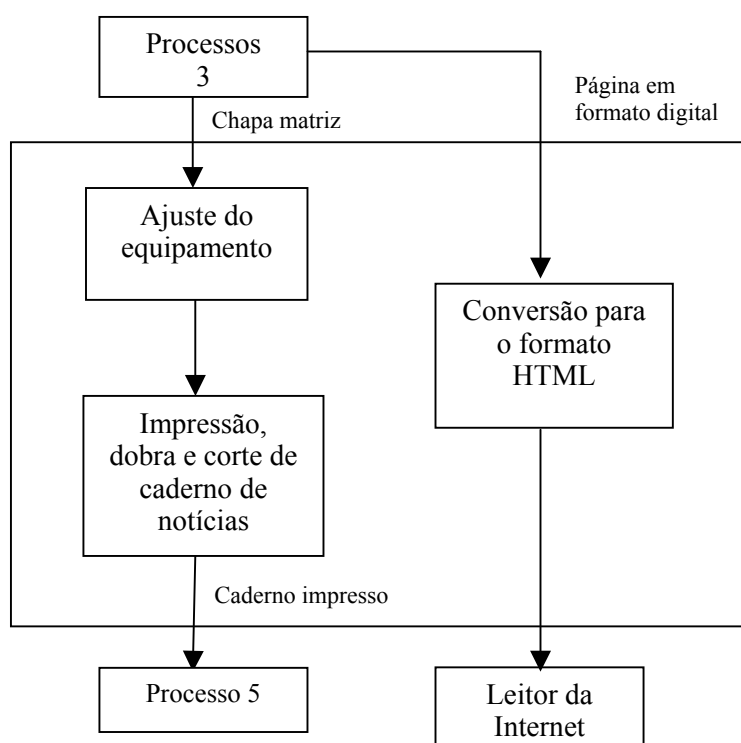 Processos
3
Página em
formato digital
Chapa matriz
Ajuste do
equipamento
Conversão para
o formato
HTML
Impressão,
dobra e corte de
caderno de
notícias
Caderno impresso
Processo 5
Leitor da
Internet